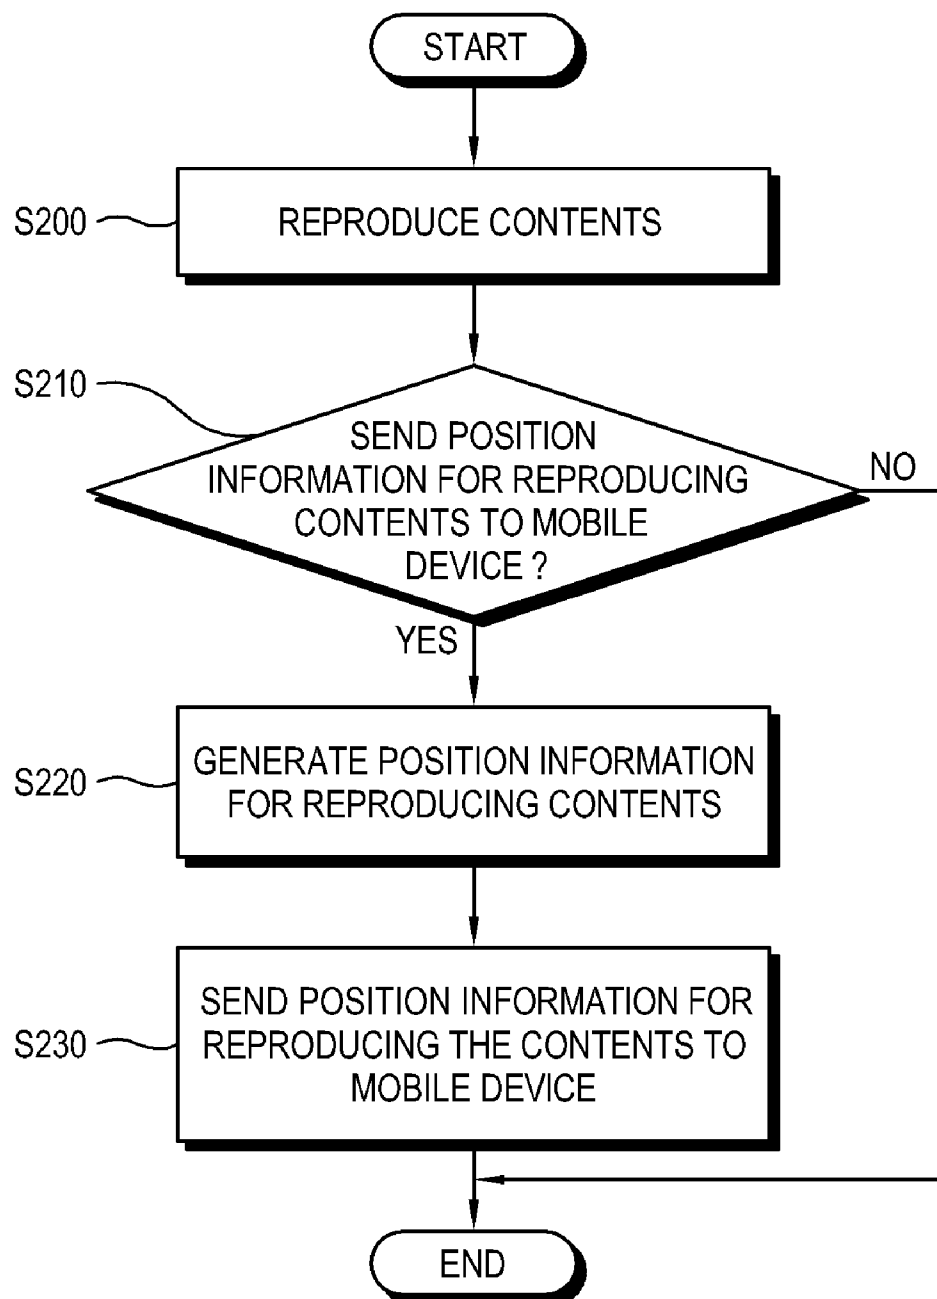 START
S200
REPRODUCE CONTENTS
S210
SEND POSITION
INFORMATION FOR REPRODUCING
CONTENTS TO MOBILE
DEVICE ?
NO
YES
S220
GENERATE POSITION INFORMATION
FOR REPRODUCING CONTENTS
S230
SEND POSITION INFORMATION FOR
REPRODUCING THE CONTENTS TO
MOBILE DEVICE
END